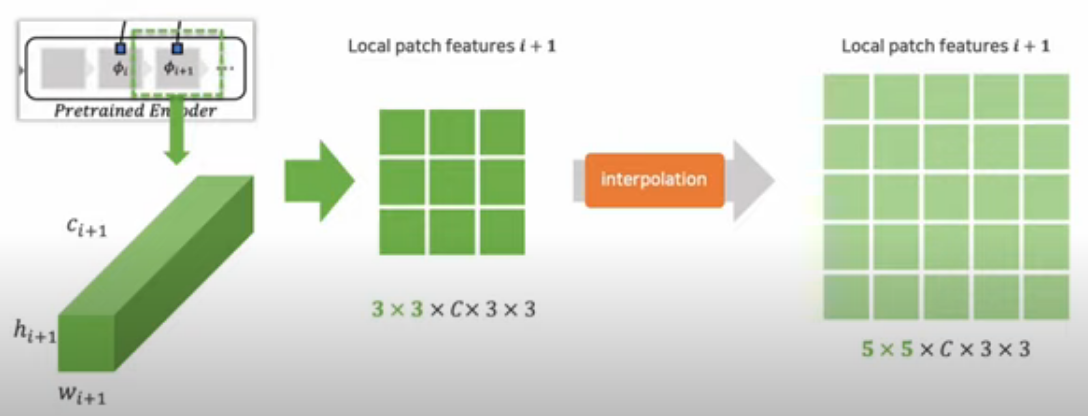 ϕᵢ ϕᵢ₊₁ ...
Pretrained Encoder
Local patch features i + 1
Local patch features i + 1
interpolation
cᵢ₊₁
hᵢ₊₁
wᵢ₊₁
3 × 3 × C × 3 × 3
5 × 5 × C × 3 × 3